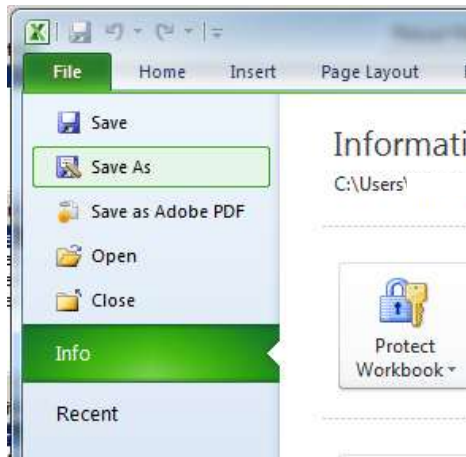 File Home Insert Page Layout
Save
Informati
Save As
C:\Users\
Save as Adobe PDF
Open
Close
Info
Protect
Workbook
Recent